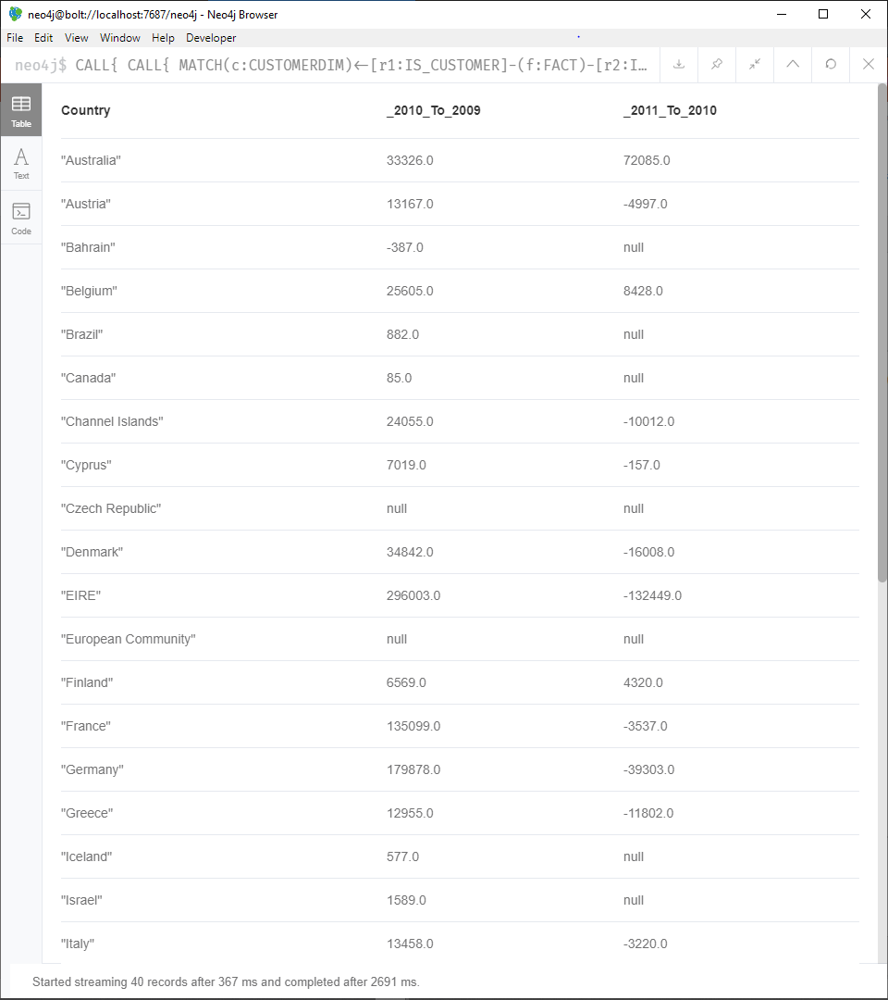 neo4j@bolt://localhost:7687/neo4j - Neo4j Browser
File Edit View Window Help Developer
neo4j$ CALL{ CALL{ MATCH(c:CUSTOMERDIM)<-[r1:IS_CUSTOMER]-(f:FACT)-[r2:I…
Country _2010_To_2009 _2011_To_2010
Table
"Australia" 33326.0 72085.0
Text
"Austria" 13167.0 -4997.0
Code
"Bahrain" -387.0 null
"Belgium" 25605.0 8428.0
"Brazil" 882.0 null
"Canada" 85.0 null
"Channel Islands" 24055.0 -10012.0
"Cyprus" 7019.0 -157.0
"Czech Republic" null null
"Denmark" 34842.0 -16008.0
"EIRE" 296003.0 -132449.0
"European Community" null null
"Finland" 6569.0 4320.0
"France" 135099.0 -3537.0
"Germany" 179878.0 -39303.0
"Greece" 12955.0 -11802.0
"Iceland" 577.0 null
"Israel" 1589.0 null
"Italy" 13458.0 -3220.0
Started streaming 40 records after 367 ms and completed after 2691 ms.